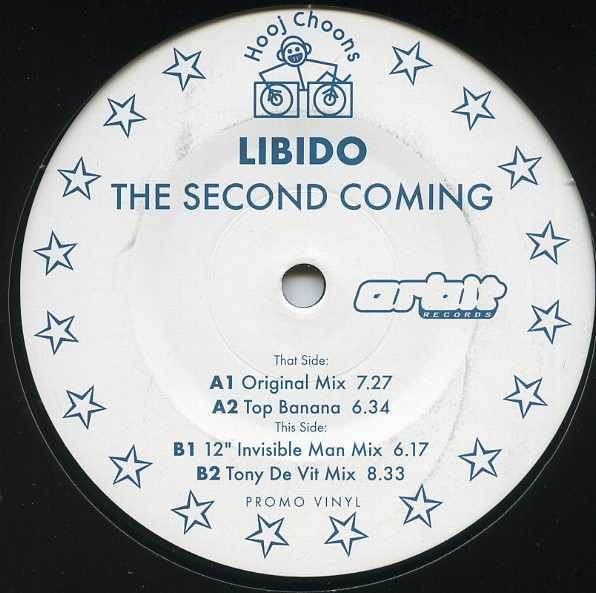 Hooj Choons
LIBIDO
THE SECOND COMING
orbit
RECORDS
That Side:
A1 Original Mix 7.27
A2 Top Banana 6.34
This Side:
B1 12" Invisible Man Mix 6.17
B2 Tony De Vit Mix 8.33
PROMO VINYL